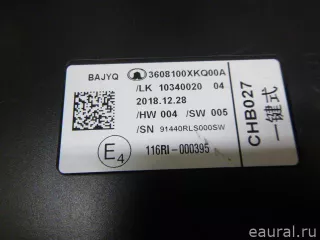 BAJYQ 3608100XKQ00A
/LK 10340020 04
2018.12.28
/HW 004 /SW 005
/SN 91440RLS000SW
E4
116RI-000395
CHB027
一键式
eaural.ru